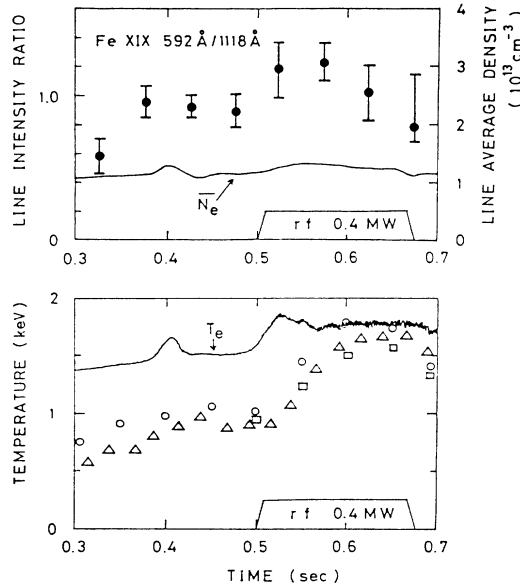 Fe XIX 592 Å/1118 Å
LINE INTENSITY RATIO
1.0
0
LINE AVERAGE DENSITY
(10¹³ cm⁻³)
4
3
2
1
0
N̅e
rf 0.4 MW
0.3 0.4 0.5 0.6 0.7
TEMPERATURE (keV)
2
1
0
Te
rf 0.4 MW
0.3 0.4 0.5 0.6 0.7
TIME (sec)